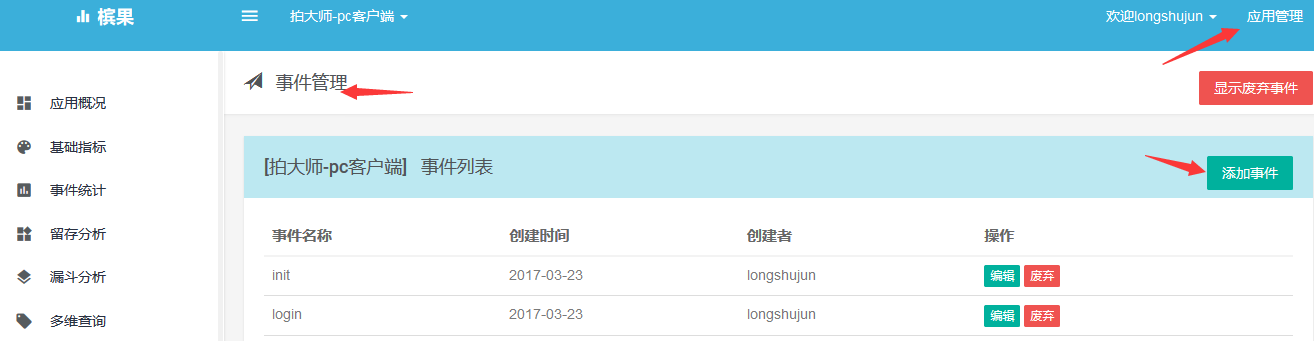 槟果
拍大师-pc客户端
欢迎longshujun
应用管理
事件管理
显示废弃事件
应用概况
基础指标
事件统计
留存分析
漏斗分析
多维查询
[拍大师-pc客户端] 事件列表
添加事件
事件名称 创建时间 创建者 操作
init 2017-03-23 longshujun 编辑 废弃
login 2017-03-23 longshujun 编辑 废弃